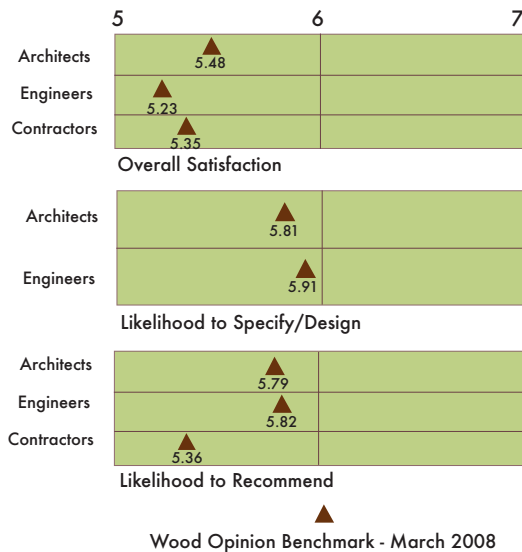 5 6 7
Architects
5.48
Engineers
5.23
Contractors
5.35
Overall Satisfaction
Architects
5.81
Engineers
5.91
Likelihood to Specify/Design
Architects
5.79
Engineers
5.82
Contractors
5.36
Likelihood to Recommend
Wood Opinion Benchmark - March 2008